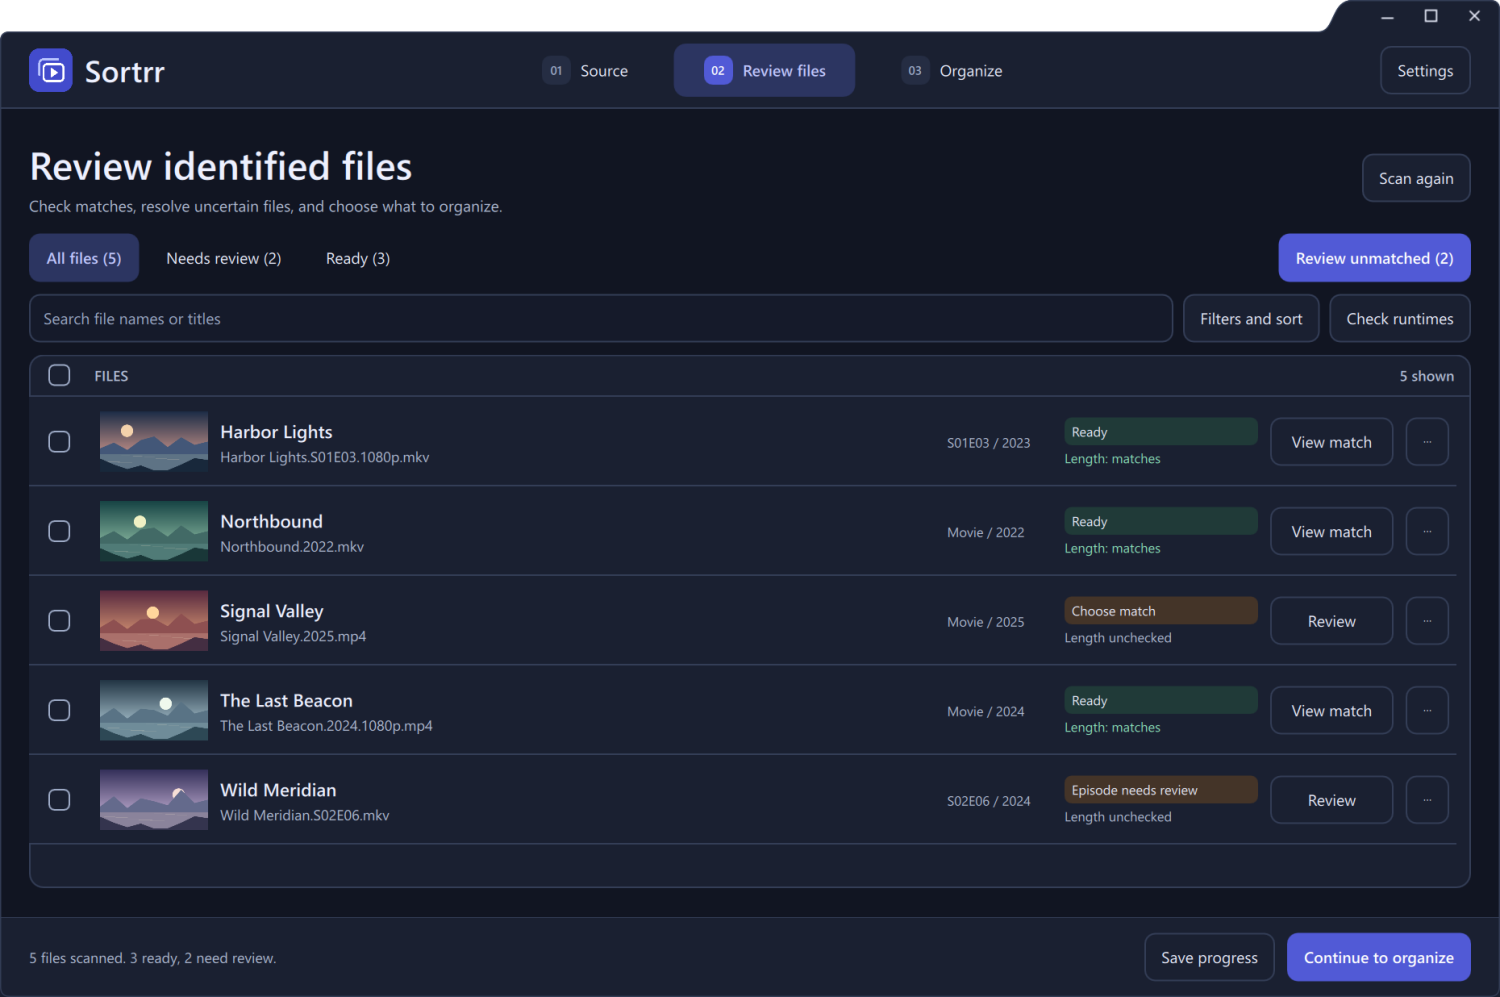 Sortrr
01 Source
02 Review files
03 Organize
Settings
Review identified files
Check matches, resolve uncertain files, and choose what to organize.
Scan again
All files (5)
Needs review (2)
Ready (3)
Review unmatched (2)
Search file names or titles
Filters and sort
Check runtimes
FILES
5 shown
Harbor Lights
Harbor Lights.S01E03.1080p.mkv
S01E03 / 2023
Ready
Length: matches
View match
...
Northbound
Northbound.2022.mkv
Movie / 2022
Ready
Length: matches
View match
...
Signal Valley
Signal Valley.2025.mp4
Movie / 2025
Choose match
Length unchecked
Review
...
The Last Beacon
The Last Beacon.2024.1080p.mp4
Movie / 2024
Ready
Length: matches
View match
...
Wild Meridian
Wild Meridian.S02E06.mkv
S02E06 / 2024
Episode needs review
Length unchecked
Review
...
5 files scanned. 3 ready, 2 need review.
Save progress
Continue to organize